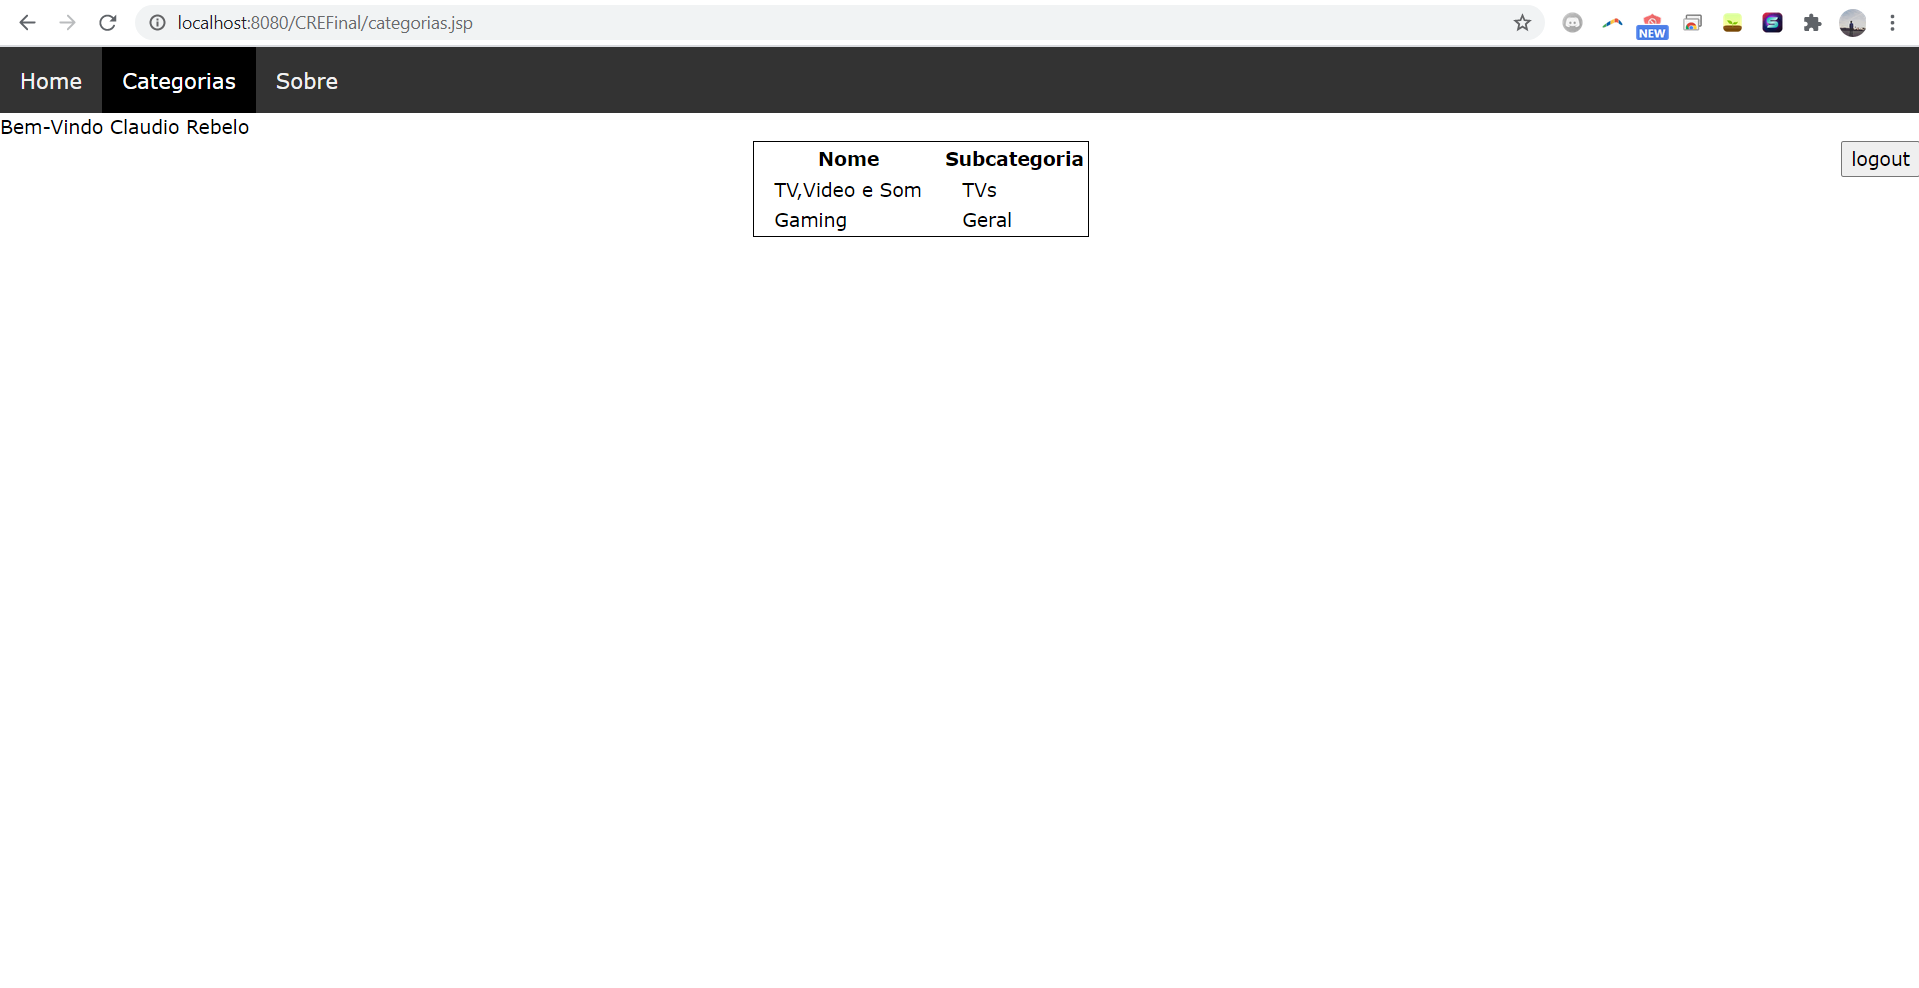 localhost:8080/CREFinal/categorias.jsp
NEW
Home Categorias Sobre
Bem-Vindo Claudio Rebelo
Nome Subcategoria
logout
TV,Video e Som TVs
Gaming Geral